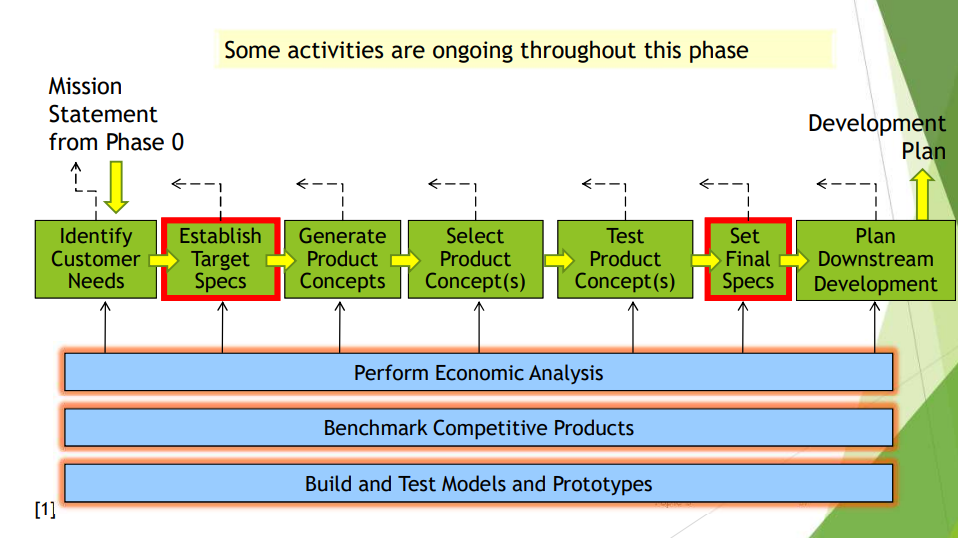 Some activities are ongoing throughout this phase
Mission
Statement
from Phase 0
Development
Plan
Identify
Customer
Needs
Establish
Target
Specs
Generate
Product
Concepts
Select
Product
Concept(s)
Test
Product
Concept(s)
Set
Final
Specs
Plan
Downstream
Development
Perform Economic Analysis
Benchmark Competitive Products
Build and Test Models and Prototypes
[1]